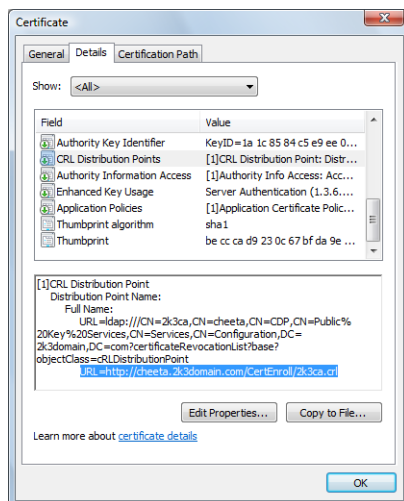 Certificate
General Details Certification Path
Show: <All>
Field Value
Authority Key Identifier KeyID=1a 1c 85 84 c5 e9 ee 0...
CRL Distribution Points [1]CRL Distribution Point: Distr...
Authority Information Access [1]Authority Info Access: Acc...
Enhanced Key Usage Server Authentication (1.3.6....
Application Policies [1]Application Certificate Polic...
Thumbprint algorithm sha1
Thumbprint be cc ca d9 23 0c 67 bf da 9e ...
[1]CRL Distribution Point
Distribution Point Name:
Full Name:
URL=ldap:///CN=2k3ca,CN=cheeta,CN=CDP,CN=Public%
20Key%20Services,CN=Services,CN=Configuration,DC=
2k3domain,DC=com?certificateRevocationList?base?
objectClass=cRLDistributionPoint
URL=http://cheeta.2k3domain.com/CertEnroll/2k3ca.crl
Edit Properties... Copy to File...
Learn more about certificate details
OK